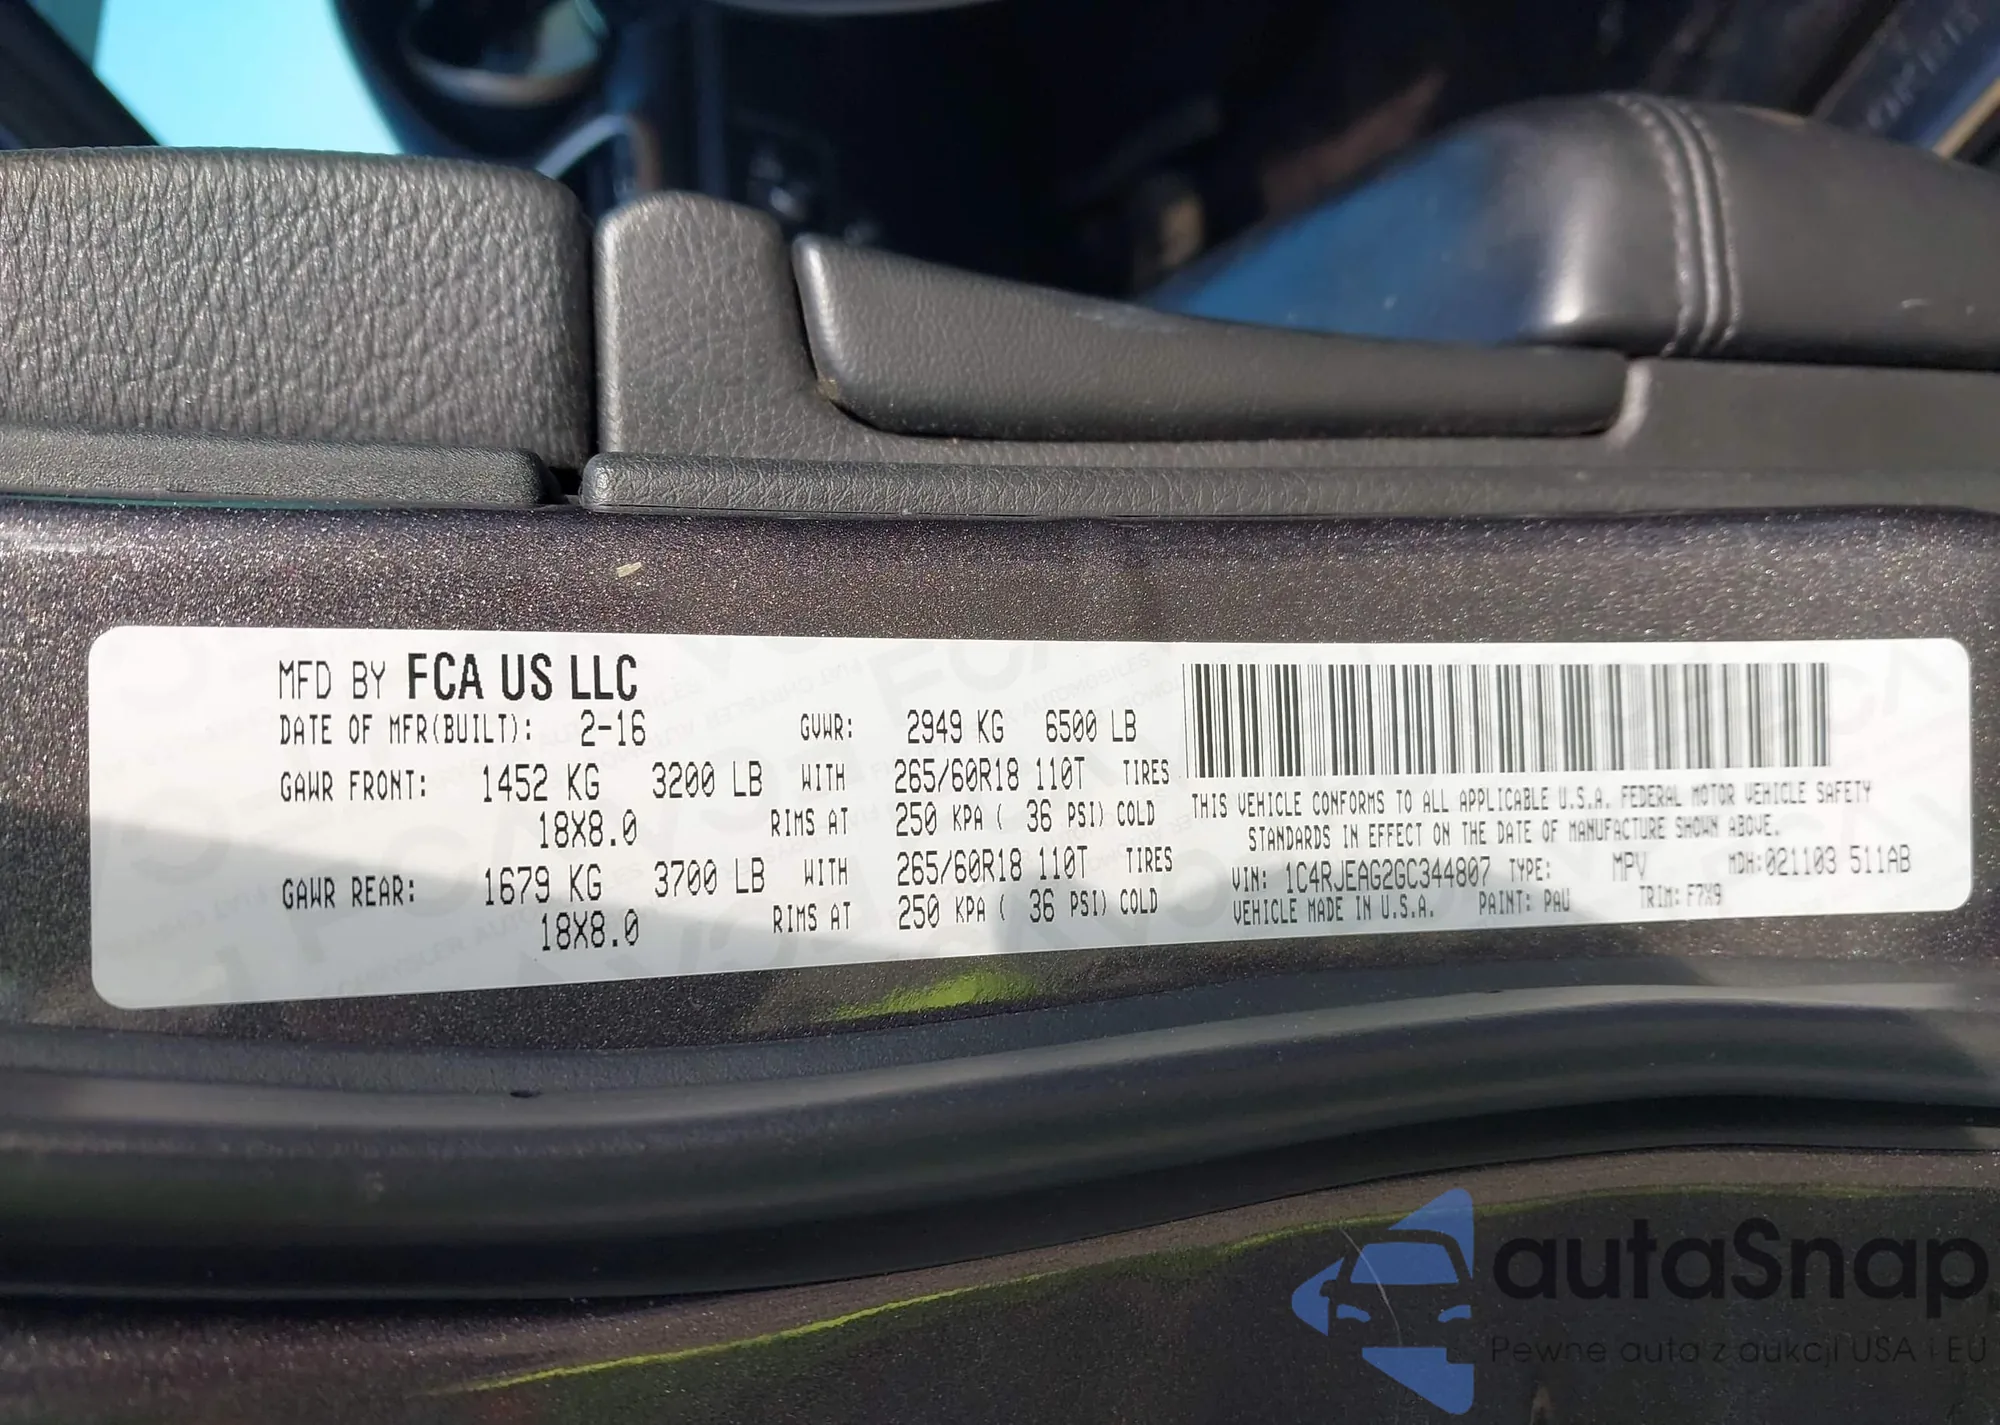 MFD BY FCA US LLC
DATE OF MFR(BUILT): 2-16 GVWR: 2949 KG 6500 LB
GAWR FRONT: 1452 KG 3200 LB WITH 265/60R18 110T TIRES
18X8.0 RIMS AT 250 KPA ( 36 PSI) COLD
GAWR REAR: 1679 KG 3700 LB WITH 265/60R18 110T TIRES
18X8.0 RIMS AT 250 KPA ( 36 PSI) COLD
THIS VEHICLE CONFORMS TO ALL APPLICABLE U.S.A. FEDERAL MOTOR VEHICLE SAFETY
STANDARDS IN EFFECT ON THE DATE OF MANUFACTURE SHOWN ABOVE.
VIN: 1C4RJEAG2GC344807 TYPE: MPV MDH:021103 511AB
VEHICLE MADE IN U.S.A. PAINT: PAU TRIM: F7X9
autaSnap
Pewne auta z aukcji USA i EU